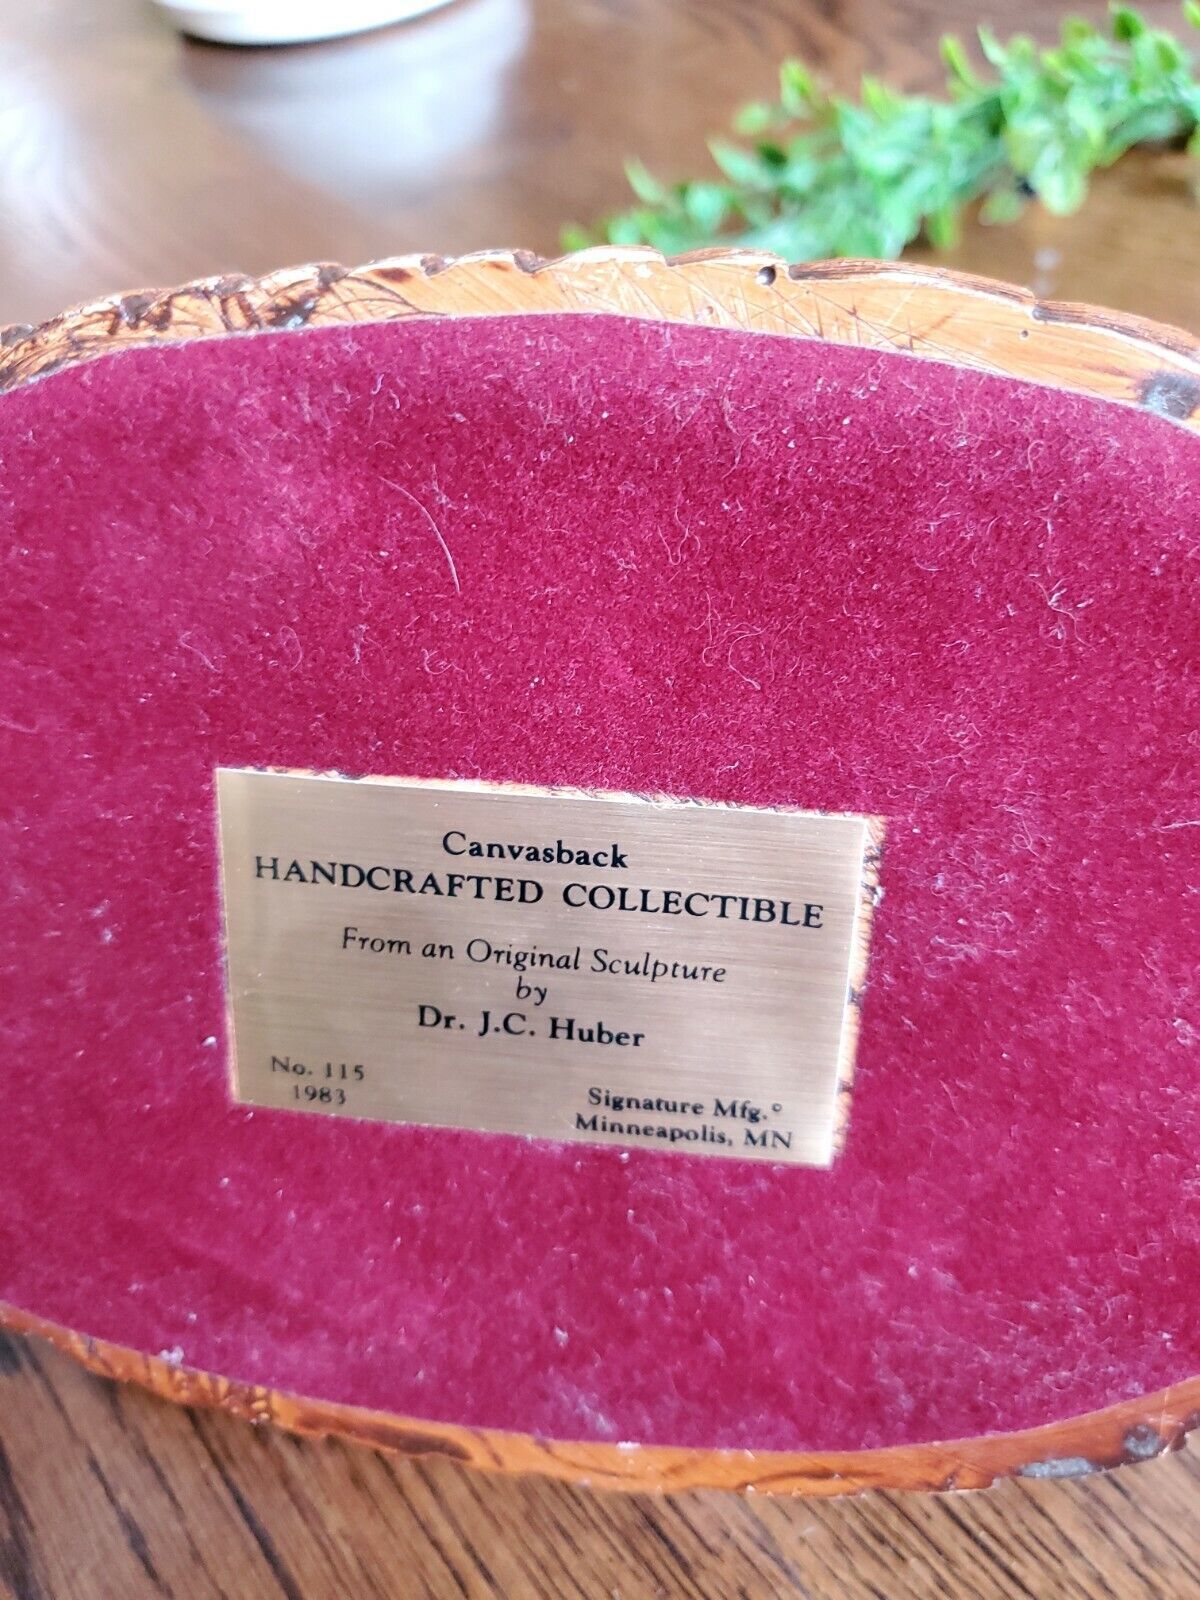 Canvasback
HANDCRAFTED COLLECTIBLE
From an Original Sculpture
by
Dr. J.C. Huber
No. 115
1983
Signature Mfg.°
Minneapolis, MN